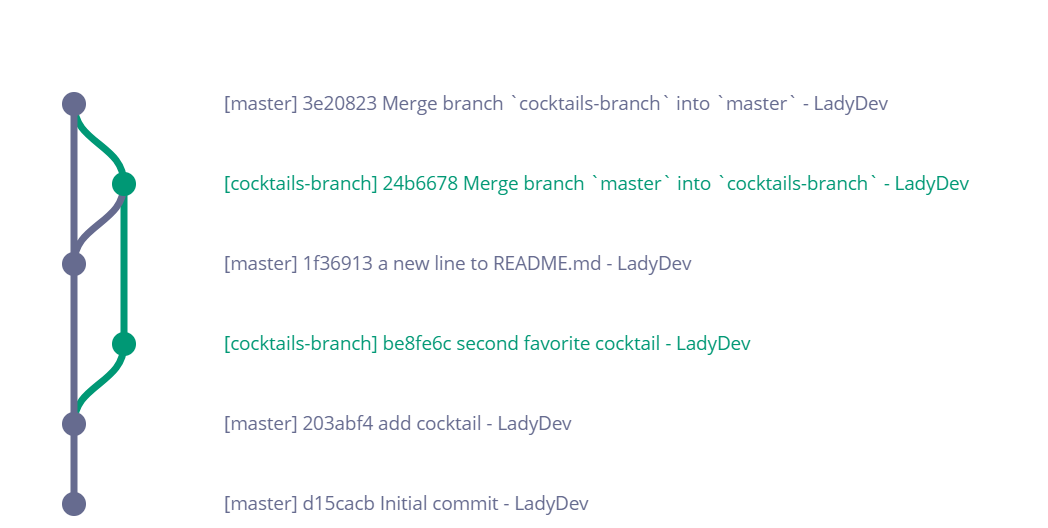 [master] 3e20823 Merge branch `cocktails-branch` into `master` - LadyDev
[cocktails-branch] 24b6678 Merge branch `master` into `cocktails-branch` - LadyDev
[master] 1f36913 a new line to README.md - LadyDev
[cocktails-branch] be8fe6c second favorite cocktail - LadyDev
[master] 203abf4 add cocktail - LadyDev
[master] d15cacb Initial commit - LadyDev